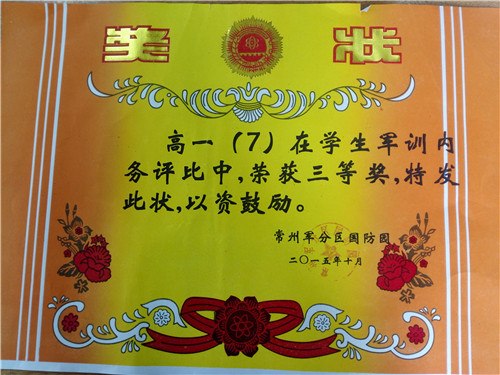 奖状
高一（7）在学生军训内
务评比中,荣获三等奖,特发
此状,以资鼓励。
常州军分区国防园
二〇一五年十月